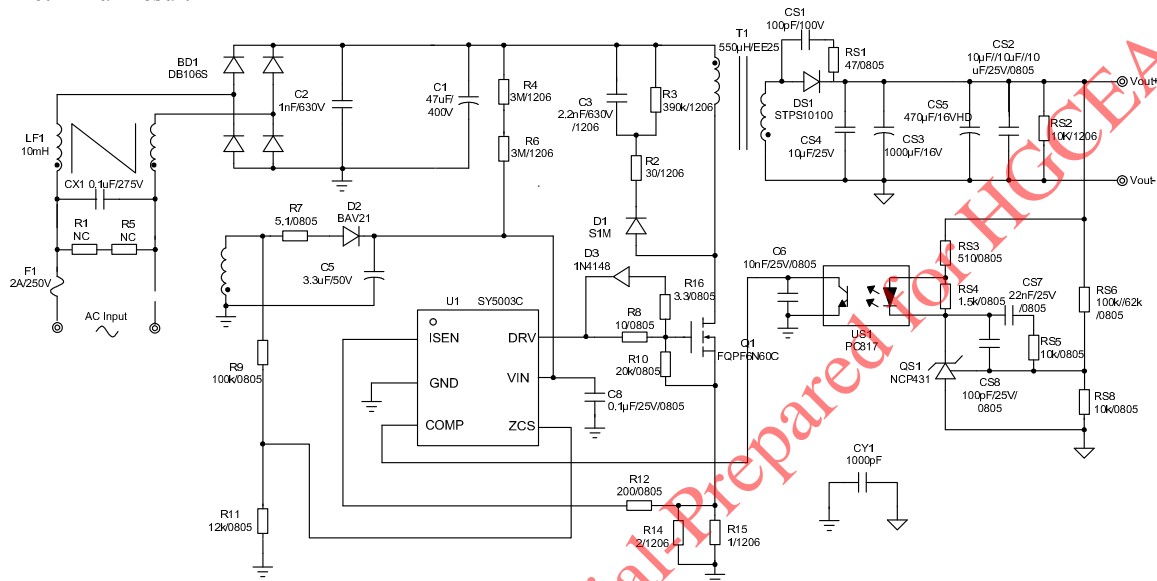 CS1
100pF/100V
T1
550µH/EE25
RS1
47/0805
CS2
10µF//10uF//10
uF/25V/0805
BD1
DB106S
C2
1nF/630V
C1
47uF/
400V
R4
3M/1206
C3
2.2nF/630V
/1206
R3
390k/1206
DS1
STPS10100
CS5
470µF/16V/HD
Vout+
LF1
10mH
R6
3M/1206
CS4
10µF/25V
CS3
1000µF/16V
RS2
10K/1206
CX1 0.1uF/275V
R2
30/1206
Vout-
R1
NC
R5
NC
R7
5.1/0805
D2
BAV21
D1
S1M
F1
2A/250V
C5
3.3uF/50V
D3
1N4148
C6
10nF/25V/0805
RS3
510/0805
AC Input
U1
SY5003C
R16
3.3/0805
RS4
1.5k/0805
CS7
22nF/25V
/0805
RS6
100k//62k
/0805
R8
10/0805
ISEN
DRV
Q1
FQPF6N60C
US1
PC817
RS5
10k/0805
R9
100k/0805
R10
20k/0805
QS1
NCP431
GND
VIN
C8
0.1µF/25V/0805
CS8
100pF/25V/
0805
RS8
10k/0805
COMP
ZCS
CY1
1000pF
R12
200/0805
R11
12k/0805
R14
2/1206
R15
1/1206
Prepared for HGCEA